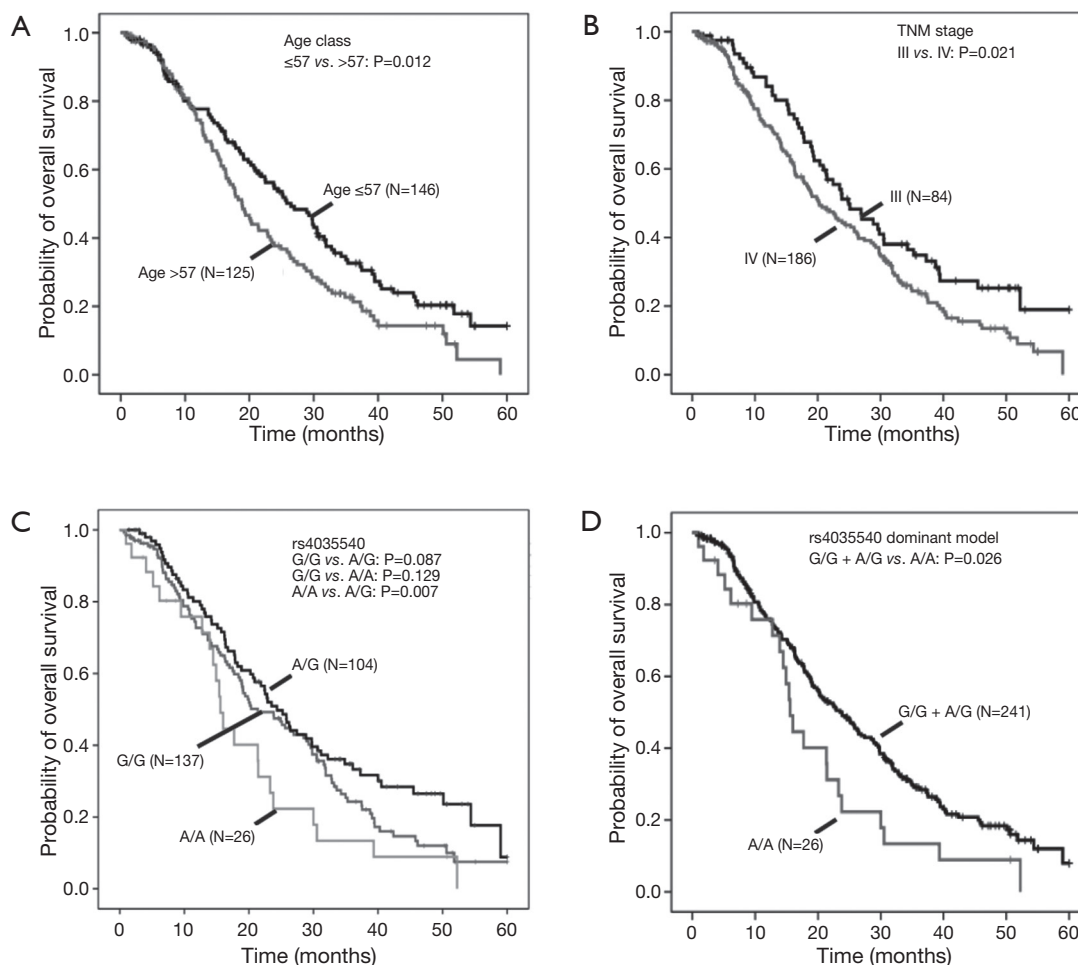 A
Age class
≤57 vs. >57: P=0.012
Probability of overall survival
1.0
0.8
0.6
0.4
0.2
0.0
Age ≤57 (N=146)
Age >57 (N=125)
0 10 20 30 40 50 60
Time (months)
B
TNM stage
III vs. IV: P=0.021
Probability of overall survival
1.0
0.8
0.6
0.4
0.2
0.0
III (N=84)
IV (N=186)
0 10 20 30 40 50 60
Time (months)
C
rs4035540
G/G vs. A/G: P=0.087
G/G vs. A/A: P=0.129
A/A vs. A/G: P=0.007
Probability of overall survival
1.0
0.8
0.6
0.4
0.2
0.0
A/G (N=104)
G/G (N=137)
A/A (N=26)
0 10 20 30 40 50 60
Time (months)
D
rs4035540 dominant model
G/G + A/G vs. A/A: P=0.026
Probability of overall survival
1.0
0.8
0.6
0.4
0.2
0.0
G/G + A/G (N=241)
A/A (N=26)
0 10 20 30 40 50 60
Time (months)